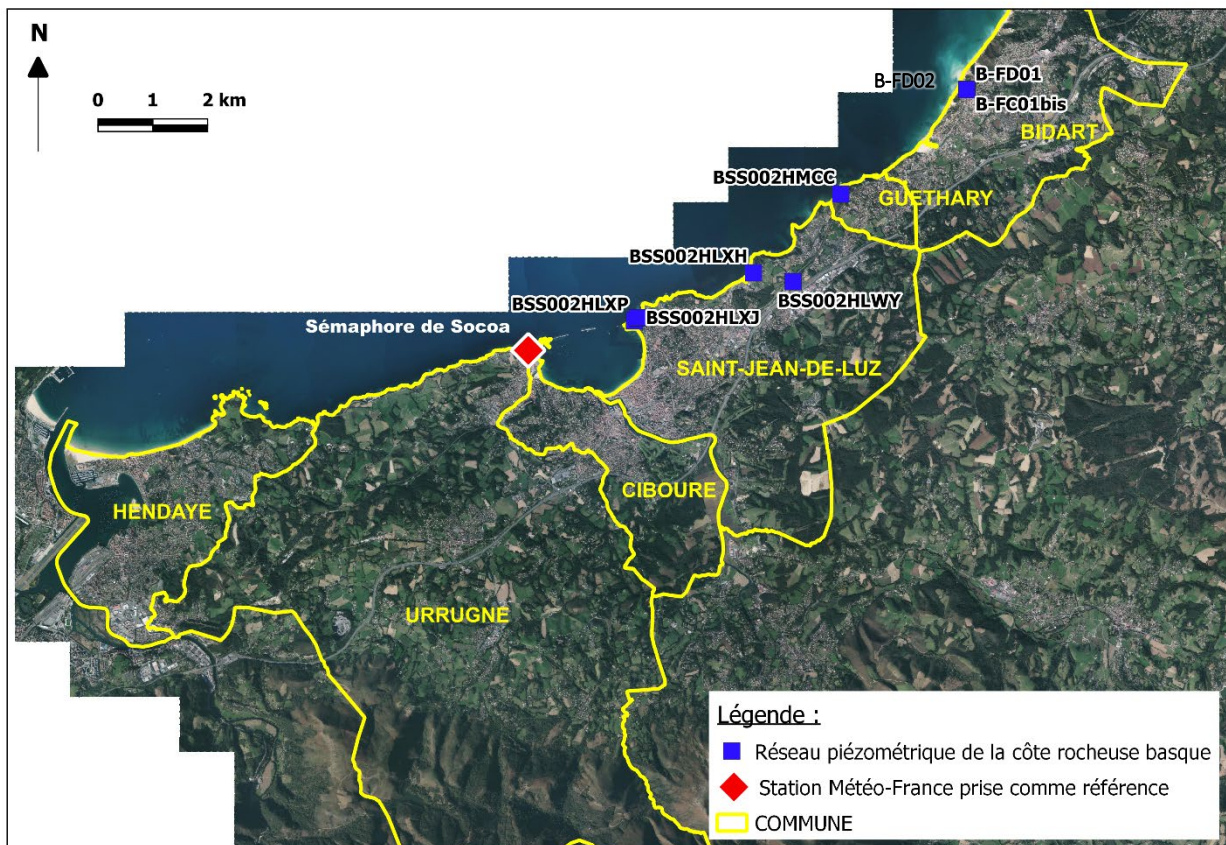 N
0 1 2 km
B-FD02
B-FD01
B-FC01bis
BIDART
BSS002HMCC
GUETHARY
BSS002HLXH
BSS002HLWY
BSS002HLXP
BSS002HLXJ
Sémaphore de Socoa
SAINT-JEAN-DE-LUZ
CIBOURE
HENDAYE
URRUGNE
Légende :
Réseau piézométrique de la côte rocheuse basque
Station Météo-France prise comme référence
COMMUNE